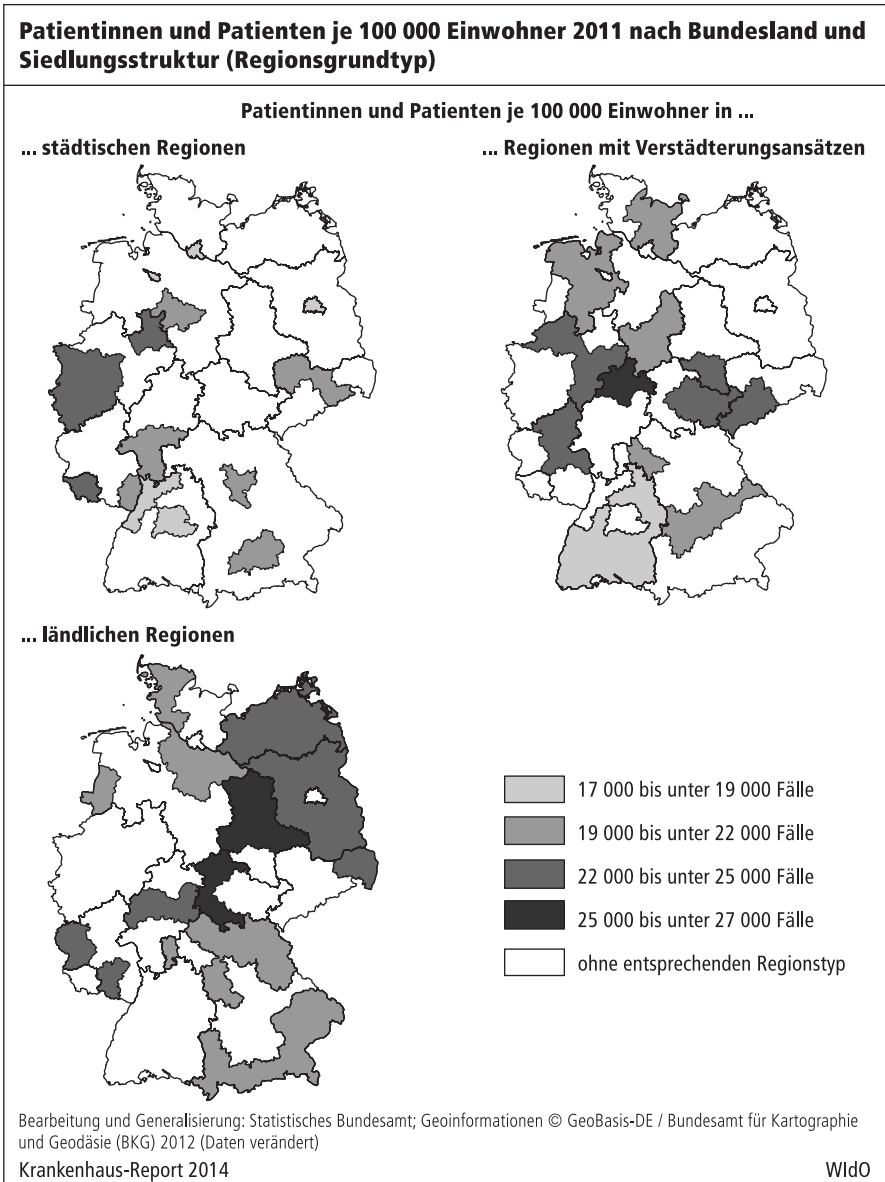 Patientinnen und Patienten je 100 000 Einwohner 2011 nach Bundesland und
Siedlungsstruktur (Regionsgrundtyp)
Patientinnen und Patienten je 100 000 Einwohner in ...
... städtischen Regionen
... Regionen mit Verstädterungsansätzen
... ländlichen Regionen
17 000 bis unter 19 000 Fälle
19 000 bis unter 22 000 Fälle
22 000 bis unter 25 000 Fälle
25 000 bis unter 27 000 Fälle
ohne entsprechenden Regionstyp
Bearbeitung und Generalisierung: Statistisches Bundesamt; Geoinformationen © GeoBasis-DE / Bundesamt für Kartographie
und Geodäsie (BKG) 2012 (Daten verändert)
Krankenhaus-Report 2014
WIdO